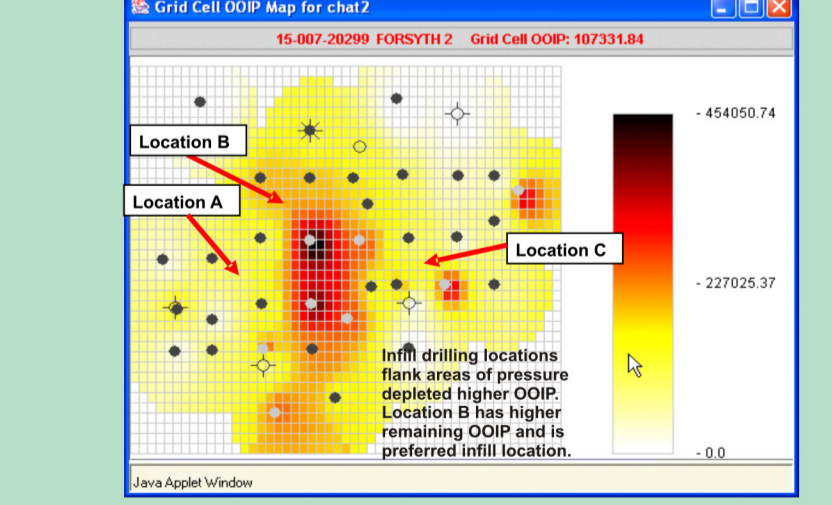 Grid Cell OOIP Map for chat2
15-007-20299 FORSYTH 2 Grid Cell OOIP: 107331.84
- 454050.74
Location B
Location A
Location C
- 227025.37
Infill drilling locations
flank areas of pressure
depleted higher OOIP.
Location B has higher
remaining OOIP and is
preferred infill location.
- 0.0
Java Applet Window